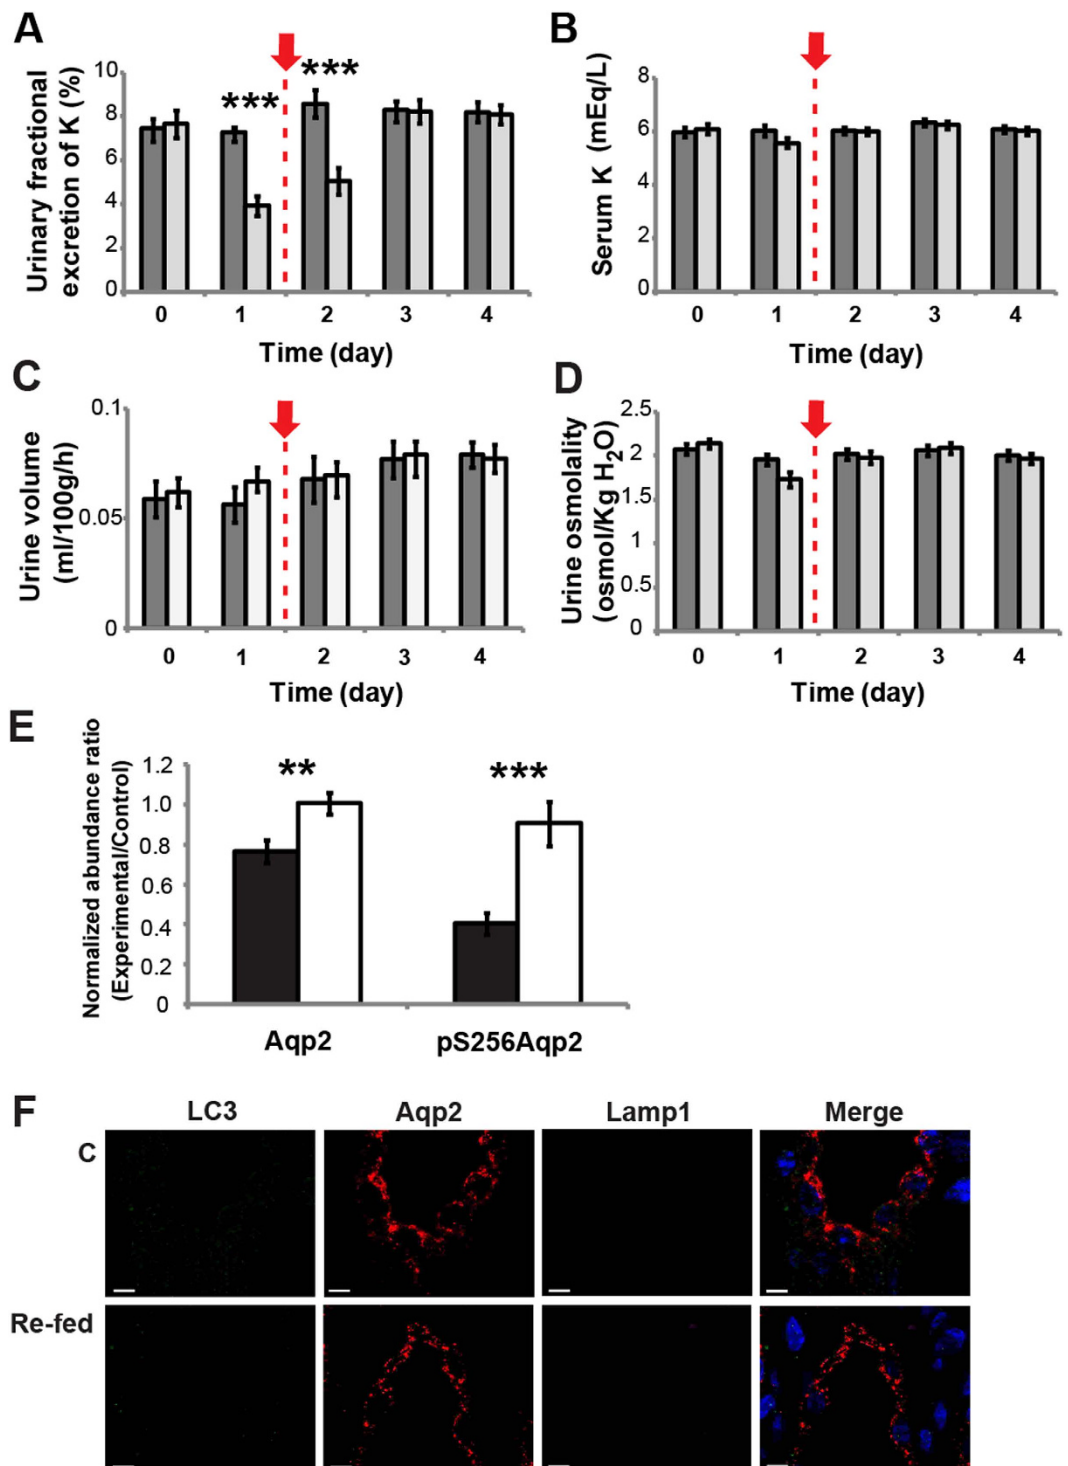 A
Urinary fractional
excretion of K (%)
10
8
6
4
2
0
***
***
0 1 2 3 4
Time (day)
B
Serum K (mEq/L)
8
6
4
2
0
0 1 2 3 4
Time (day)
C
Urine volume
(ml/100g/h)
0.1
0.05
0
0 1 2 3 4
Time (day)
D
Urine osmolality
(osmol/Kg H₂O)
2.5
2
1.5
1
0.5
0
0 1 2 3 4
Time (day)
E
Normalized abundance ratio
(Experimental/Control)
1.2
1.0
0.8
0.6
0.4
0.2
0
**
***
Aqp2 pS256Aqp2
F
LC3 Aqp2 Lamp1 Merge
C
Re-fed